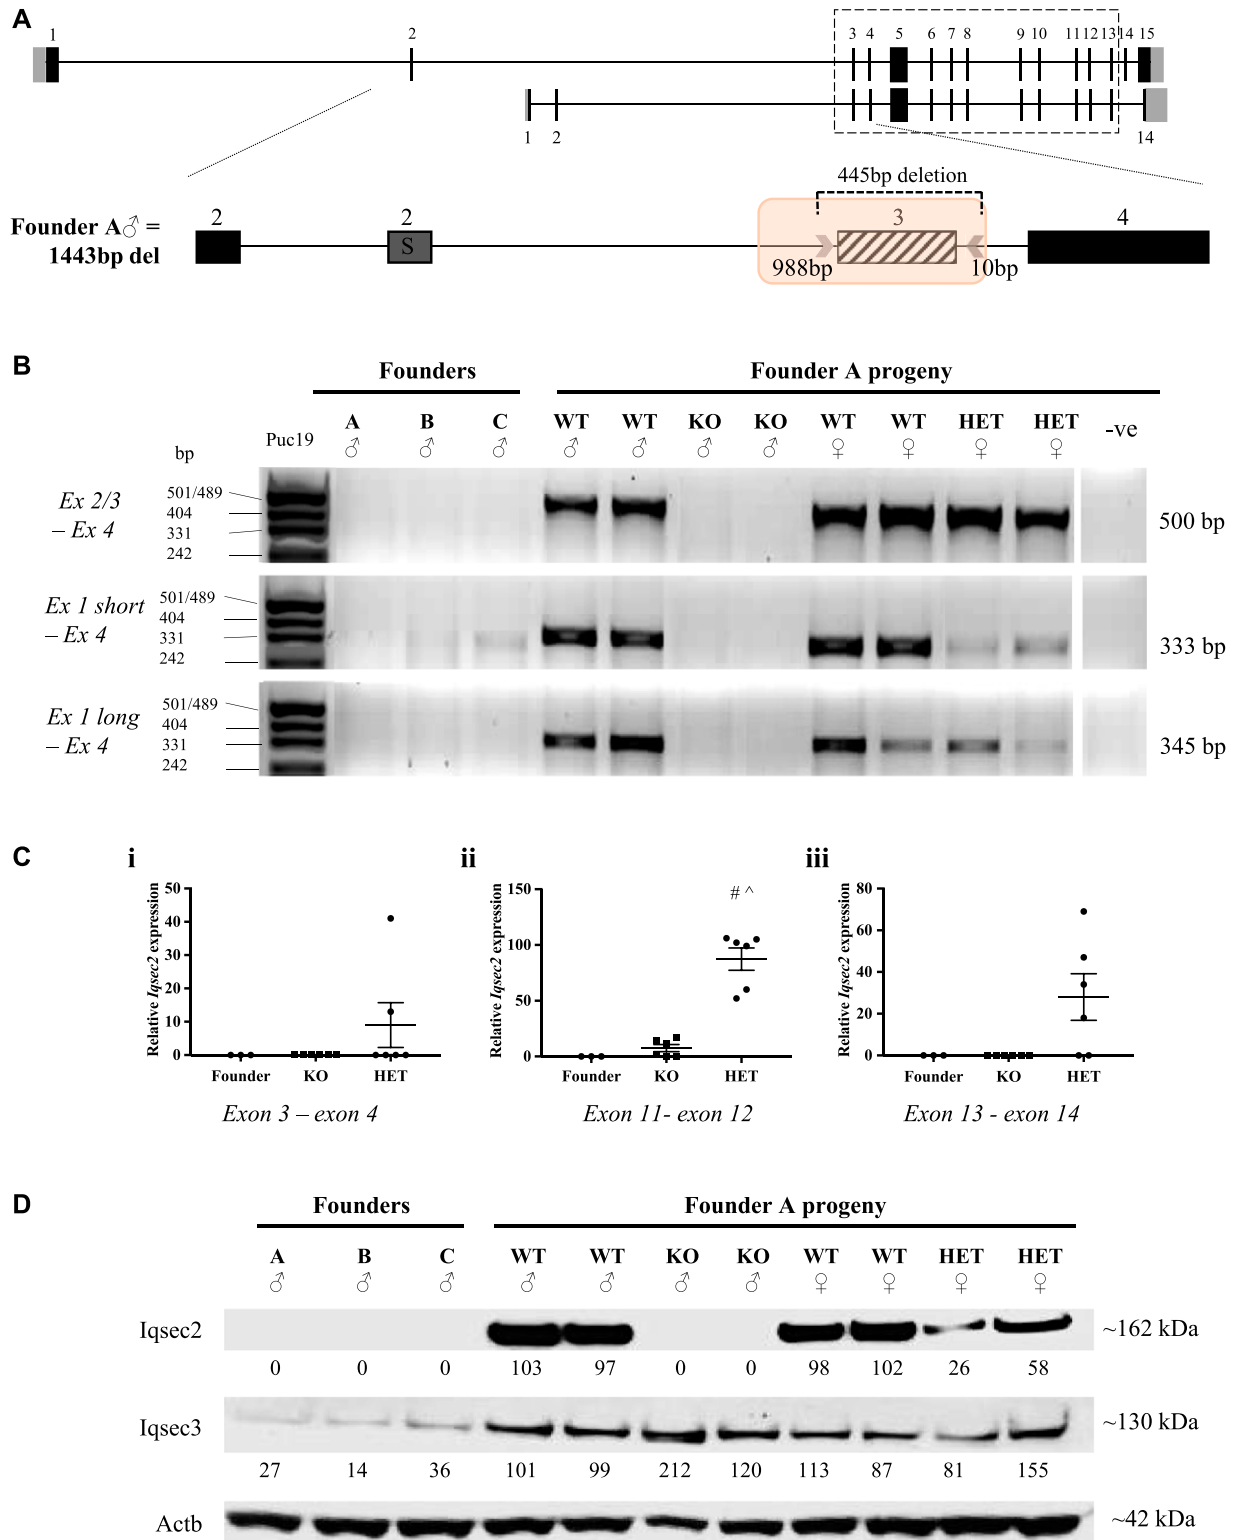 A
1 2 3 4 5 6 7 8 9 10 11 12 13 14 15
1 2 14
445bp deletion
Founder A♂ =
1443bp del
2 2 3 4
S
988bp 10bp
B
Founders Founder A progeny
A B C WT WT KO KO WT WT HET HET -ve
♂ ♂ ♂ ♂ ♂ ♂ ♂ ♀ ♀ ♀ ♀
Puc19
bp
Ex 2/3
– Ex 4
501/489
404
331
242
500 bp
Ex 1 short
– Ex 4
501/489
404
331
242
333 bp
Ex 1 long
– Ex 4
501/489
404
331
242
345 bp
C
i
Relative Iqsec2 expression
50
40
30
20
10
0
Founder KO HET
Exon 3 – exon 4
ii
Relative Iqsec2 expression
150
100
50
0
# ^
Founder KO HET
Exon 11- exon 12
iii
Relative Iqsec2 expression
80
60
40
20
0
Founder KO HET
Exon 13 - exon 14
D
Founders Founder A progeny
A B C WT WT KO KO WT WT HET HET
♂ ♂ ♂ ♂ ♂ ♂ ♂ ♀ ♀ ♀ ♀
Iqsec2 ~162 kDa
0 0 0 103 97 0 0 98 102 26 58
Iqsec3 ~130 kDa
27 14 36 101 99 212 120 113 87 81 155
Actb ~42 kDa